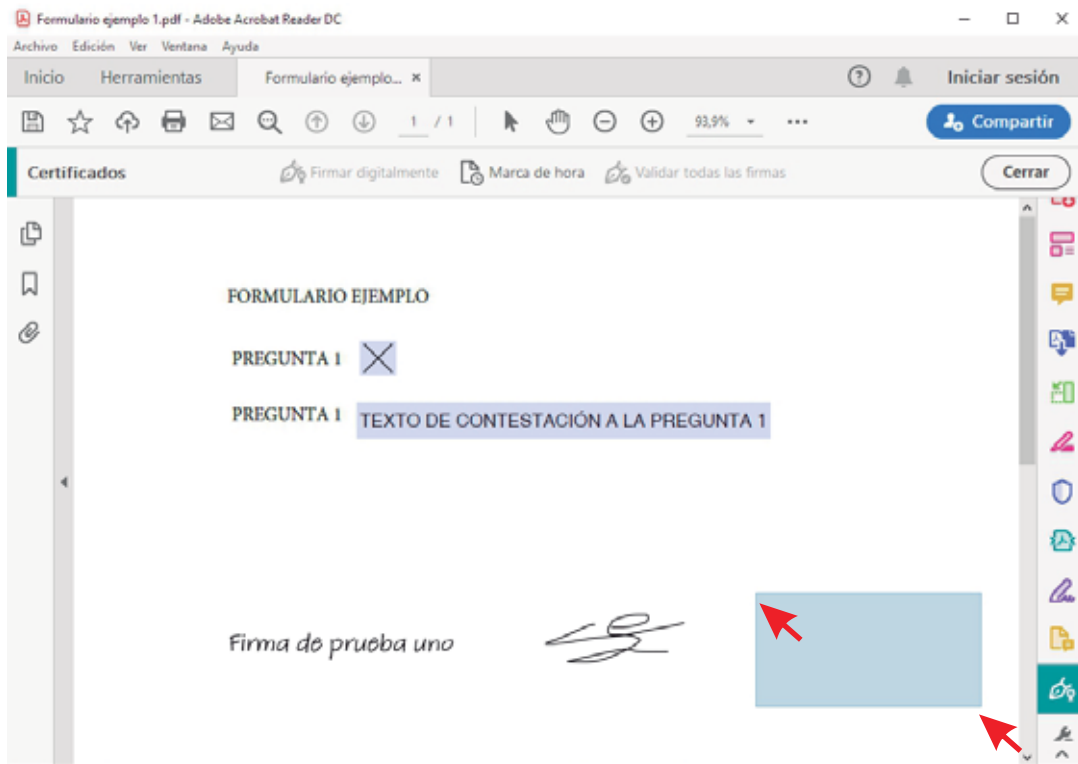 Formulario ejemplo 1.pdf - Adobe Acrobat Reader DC
Archivo Edición Ver Ventana Ayuda
Inicio Herramientas Formulario ejemplo... × Iniciar sesión
1 / 1 93,9% Compartir
Certificados Firmar digitalmente Marca de hora Validar todas las firmas Cerrar
FORMULARIO EJEMPLO
PREGUNTA 1
PREGUNTA 1 TEXTO DE CONTESTACIÓN A LA PREGUNTA 1
Firma de prueba uno